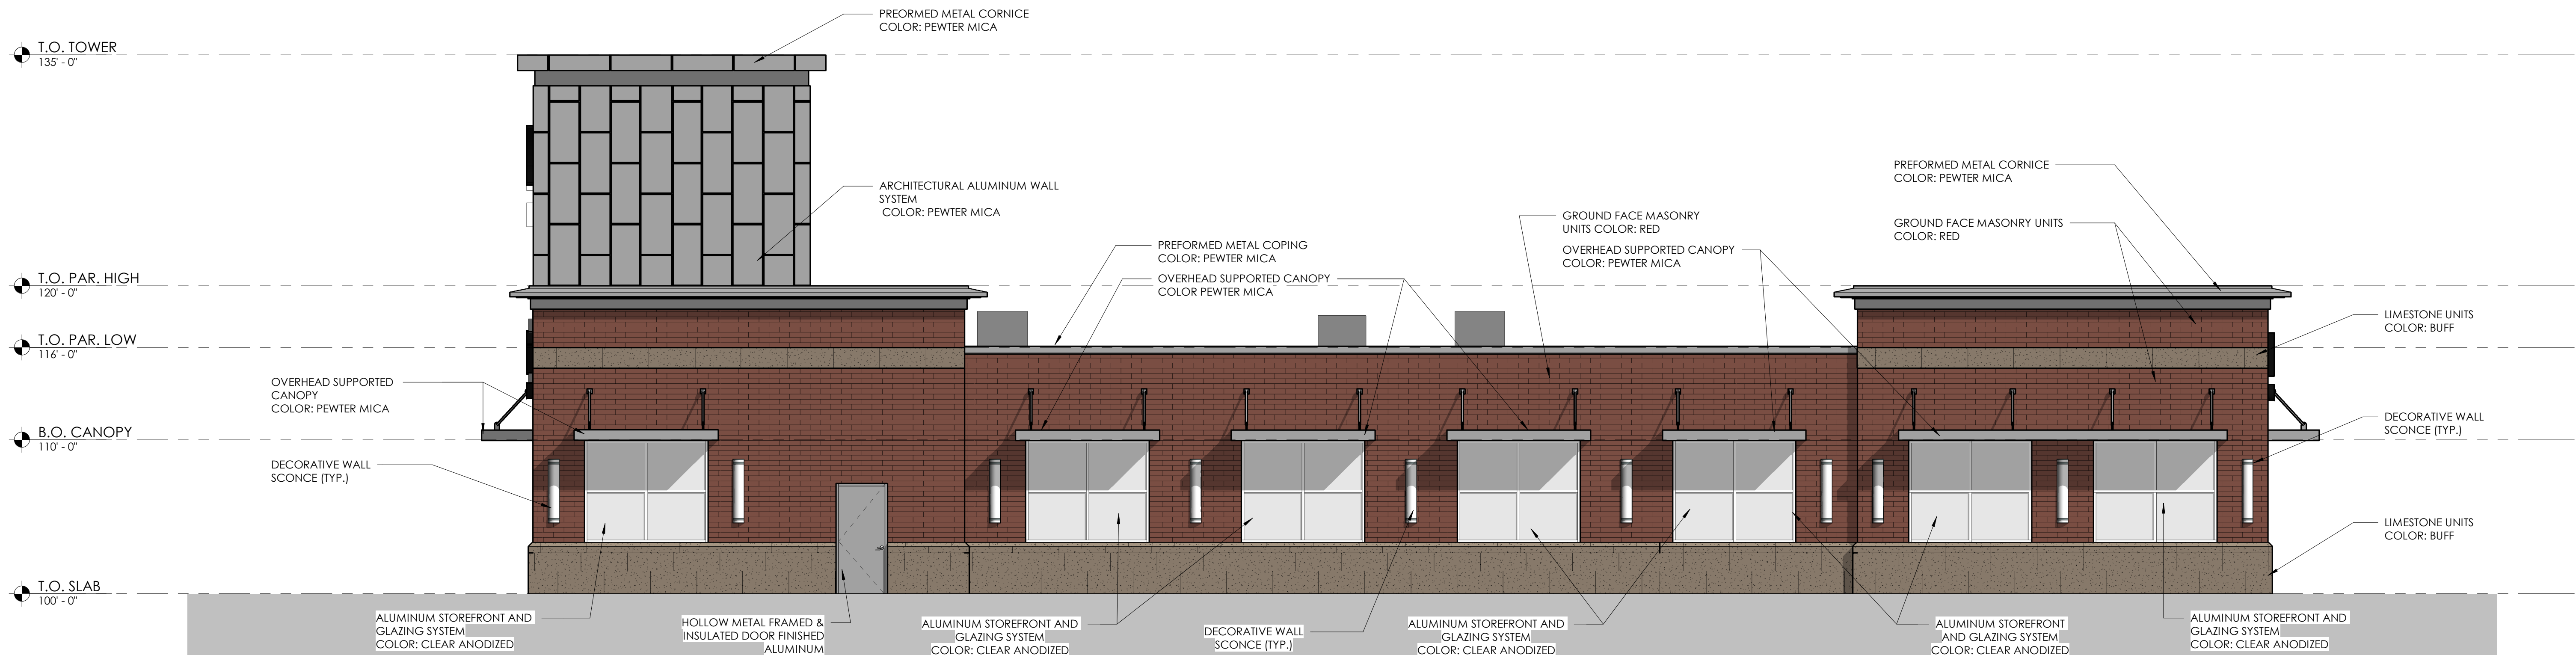 PREORMED METAL CORNICE
COLOR: PEWTER MICA
T.O. TOWER
135' - 0"
PREFORMED METAL CORNICE
COLOR: PEWTER MICA
ARCHITECTURAL ALUMINUM WALL
SYSTEM
COLOR: PEWTER MICA
GROUND FACE MASONRY
UNITS COLOR: RED
GROUND FACE MASONRY UNITS
COLOR: RED
PREFORMED METAL COPING
COLOR: PEWTER MICA
OVERHEAD SUPPORTED CANOPY
COLOR: PEWTER MICA
T.O. PAR. HIGH
120' - 0"
OVERHEAD SUPPORTED CANOPY
COLOR PEWTER MICA
LIMESTONE UNITS
COLOR: BUFF
T.O. PAR. LOW
116' - 0"
OVERHEAD SUPPORTED
CANOPY
COLOR: PEWTER MICA
DECORATIVE WALL
SCONCE (TYP.)
B.O. CANOPY
110' - 0"
DECORATIVE WALL
SCONCE (TYP.)
LIMESTONE UNITS
COLOR: BUFF
T.O. SLAB
100' - 0"
ALUMINUM STOREFRONT AND
GLAZING SYSTEM
COLOR: CLEAR ANODIZED
HOLLOW METAL FRAMED &
INSULATED DOOR FINISHED
ALUMINUM
ALUMINUM STOREFRONT AND
GLAZING SYSTEM
COLOR: CLEAR ANODIZED
DECORATIVE WALL
SCONCE (TYP.)
ALUMINUM STOREFRONT AND
GLAZING SYSTEM
COLOR: CLEAR ANODIZED
ALUMINUM STOREFRONT
AND GLAZING SYSTEM
COLOR: CLEAR ANODIZED
ALUMINUM STOREFRONT AND
GLAZING SYSTEM
COLOR: CLEAR ANODIZED